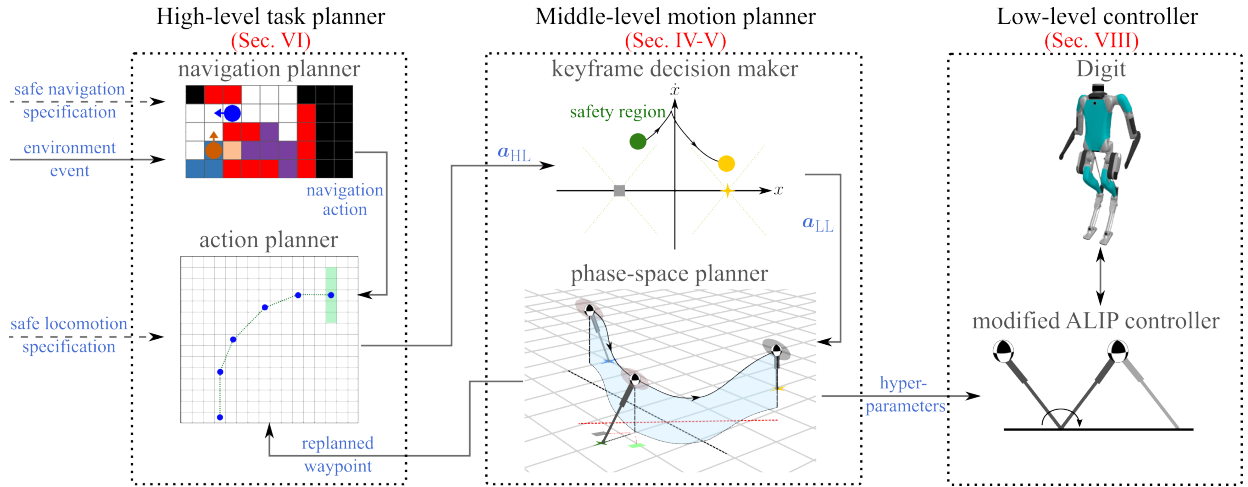 High-level task planner
(Sec. VI)
navigation planner
safe navigation
specification
environment
event
navigation
action
action planner
safe locomotion
specification
replanned
waypoint
Middle-level motion planner
(Sec. IV-V)
keyframe decision maker
safety region
ẋ
x
a_HL
a_LL
phase-space planner
hyper-
parameters
Low-level controller
(Sec. VIII)
Digit
modified ALIP controller